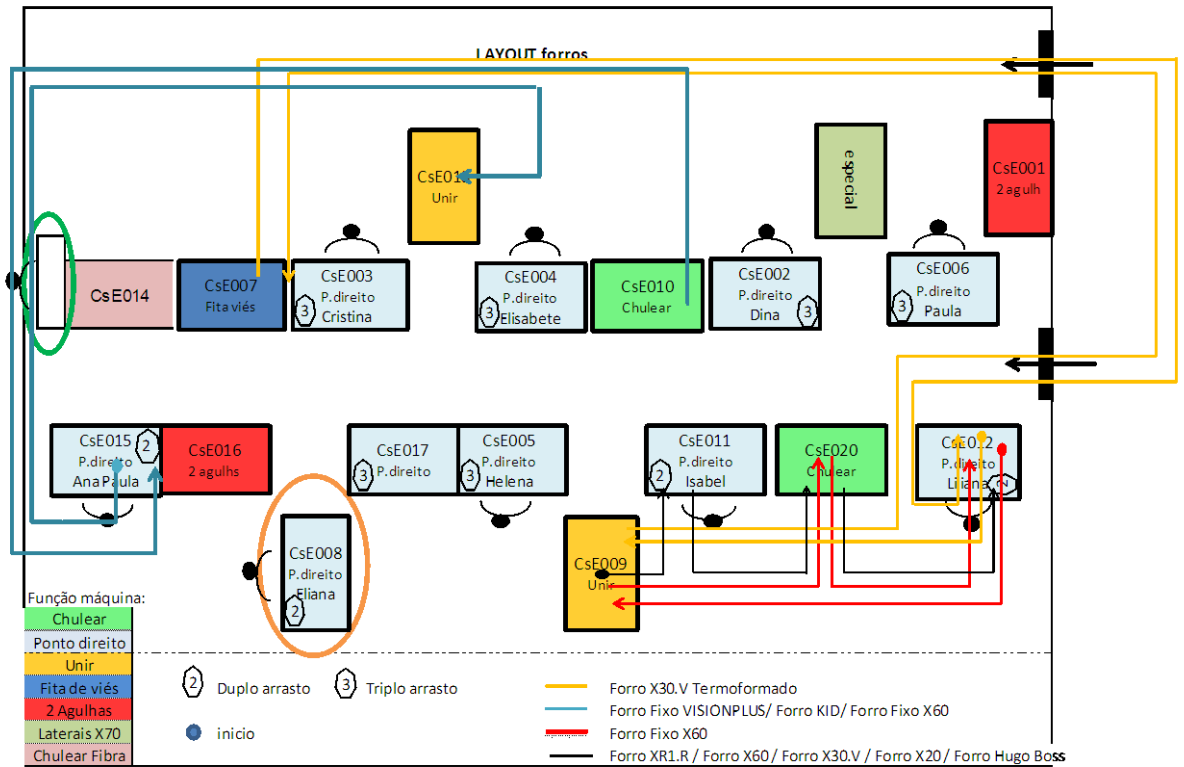 LAYOUT forros
CsE001
2 agulh
especial
Unir
CsE014
CsE007
Fita viés
CsE003
P.direito
3
Cristina
CsE004
P.direito
3
Elisabete
CsE010
Chulear
CsE002
P.direito
3
Dina
CsE006
P.direito
3
Paula
CsE015
P.direito
2
Ana Paula
CsE016
2 agulhs
CsE017
P.direito
3
CsE005
P.direito
3
Helena
CsE011
P.direito
2
Isabel
CsE020
Chulear
CsE012
P.direito
Liliana
2
CsE008
P.direito
Eliana
2
CsE009
Unir
Função máquina:
Chulear
Ponto direito
Unir
Fita de viés
2 Agulhas
Laterais X70
Chulear Fibra
2 Duplo arrasto
3 Triplo arrasto
inicio
Forro X30.V Termoformado
Forro Fixo VISIONPLUS/ Forro KID/ Forro Fixo X60
Forro Fixo X60
Forro XR1.R / Forro X60 / Forro X30.V / Forro X20 / Forro Hugo Boss